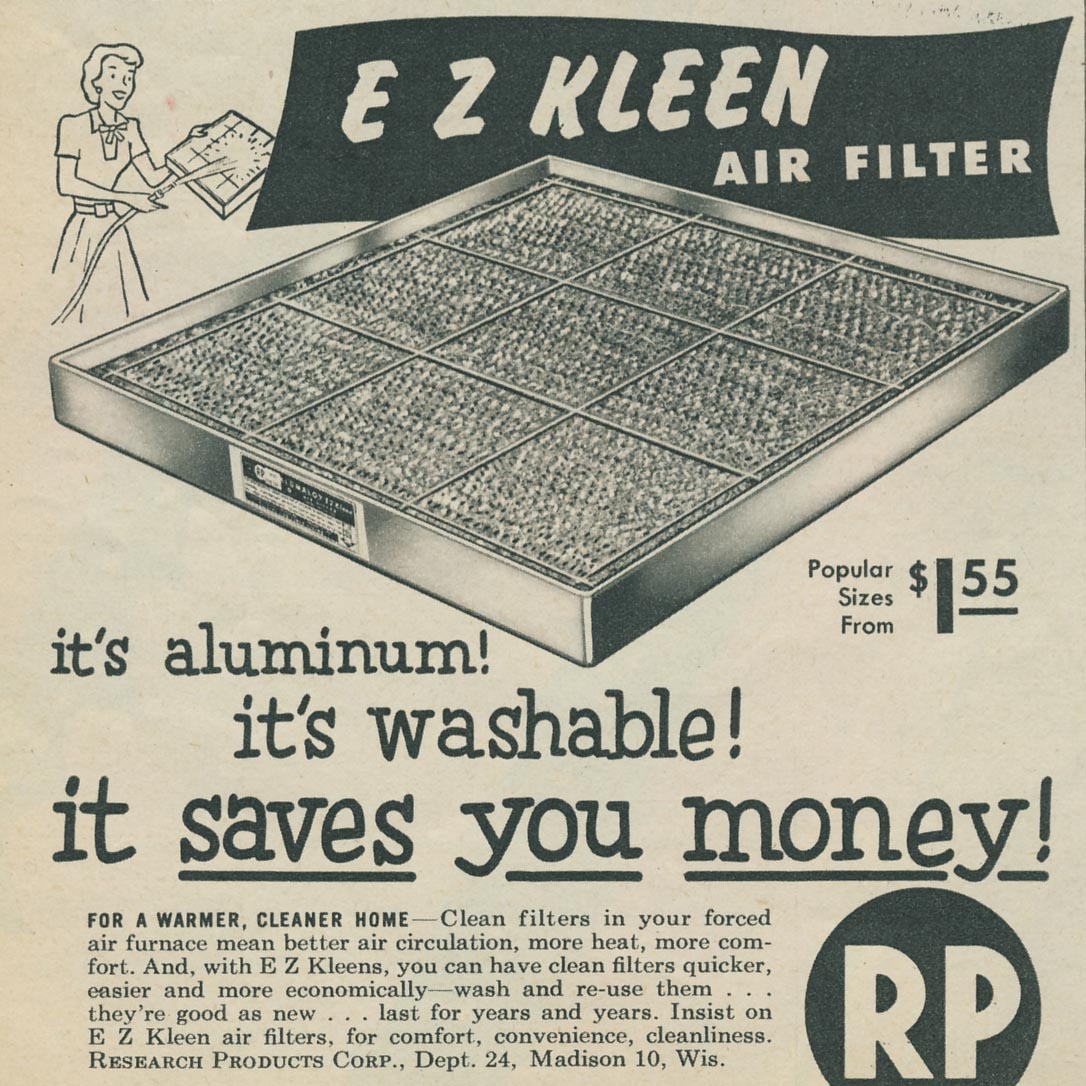 E Z KLEEN
AIR FILTER
RP
Popular
Sizes
From
$1 55
it's aluminum!
it's washable!
it saves you money!
FOR A WARMER, CLEANER HOME—Clean filters in your forced
air furnace mean better air circulation, more heat, more com-
fort. And, with E Z Kleens, you can have clean filters quicker,
easier and more economically—wash and re-use them . . .
they're good as new . . . last for years and years. Insist on
E Z Kleen air filters, for comfort, convenience, cleanliness.
RESEARCH PRODUCTS CORP., Dept. 24, Madison 10, Wis.
RP